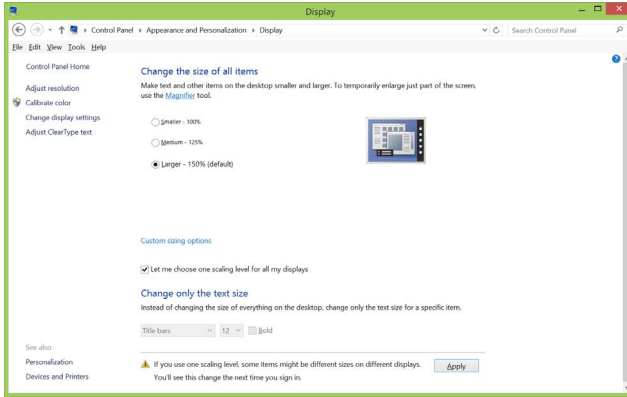 Display
Control Panel ▸ Appearance and Personalization ▸ Display
Search Control Panel
File Edit View Tools Help
Control Panel Home
Adjust resolution
Calibrate color
Change display settings
Adjust ClearType text
See also
Personalization
Devices and Printers
Change the size of all items
Make text and other items on the desktop smaller and larger. To temporarily enlarge just part of the screen,
use the Magnifier tool.
Smaller - 100%
Medium - 125%
Larger - 150% (default)
Custom sizing options
Let me choose one scaling level for all my displays
Change only the text size
Instead of changing the size of everything on the desktop, change only the text size for a specific item.
Title bars 12 Bold
If you use one scaling level, some items might be different sizes on different displays.
You'll see this change the next time you sign in.
Apply